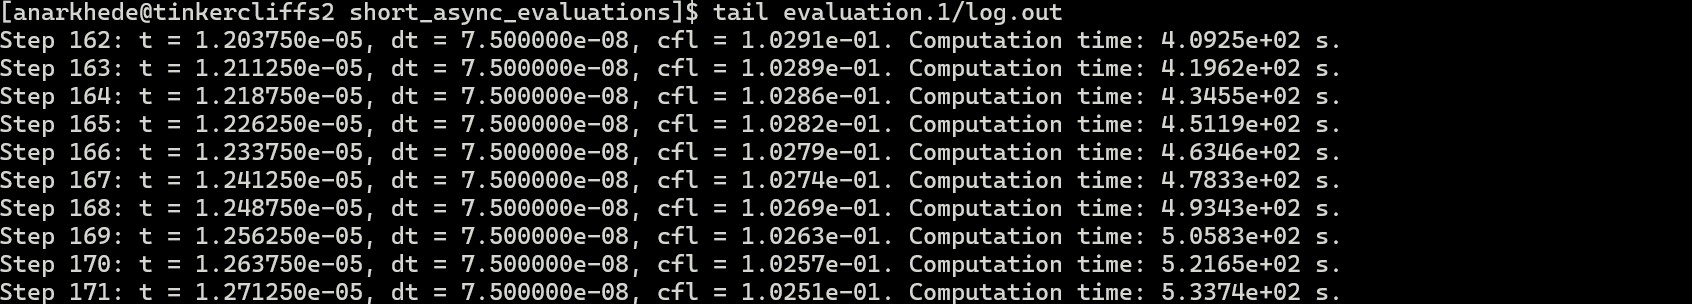 [anarkhede@tinkercliffs2 short_async_evaluations]$ tail evaluation.1/log.out
Step 162: t = 1.203750e-05, dt = 7.500000e-08, cfl = 1.0291e-01. Computation time: 4.0925e+02 s.
Step 163: t = 1.211250e-05, dt = 7.500000e-08, cfl = 1.0289e-01. Computation time: 4.1962e+02 s.
Step 164: t = 1.218750e-05, dt = 7.500000e-08, cfl = 1.0286e-01. Computation time: 4.3455e+02 s.
Step 165: t = 1.226250e-05, dt = 7.500000e-08, cfl = 1.0282e-01. Computation time: 4.5119e+02 s.
Step 166: t = 1.233750e-05, dt = 7.500000e-08, cfl = 1.0279e-01. Computation time: 4.6346e+02 s.
Step 167: t = 1.241250e-05, dt = 7.500000e-08, cfl = 1.0274e-01. Computation time: 4.7833e+02 s.
Step 168: t = 1.248750e-05, dt = 7.500000e-08, cfl = 1.0269e-01. Computation time: 4.9343e+02 s.
Step 169: t = 1.256250e-05, dt = 7.500000e-08, cfl = 1.0263e-01. Computation time: 5.0583e+02 s.
Step 170: t = 1.263750e-05, dt = 7.500000e-08, cfl = 1.0257e-01. Computation time: 5.2165e+02 s.
Step 171: t = 1.271250e-05, dt = 7.500000e-08, cfl = 1.0251e-01. Computation time: 5.3374e+02 s.